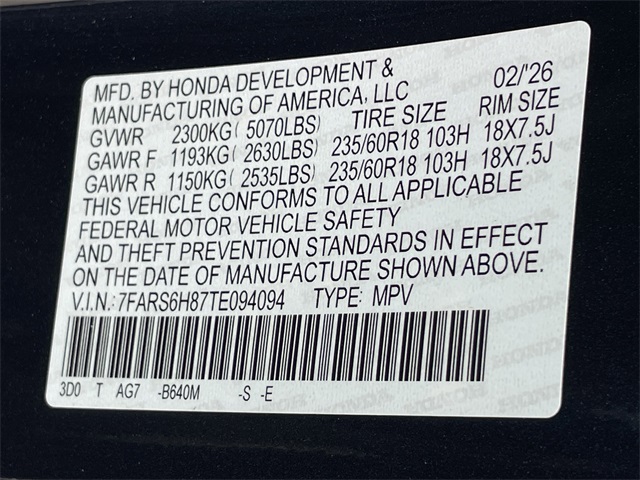 MFD. BY HONDA DEVELOPMENT & 02/'26
MANUFACTURING OF AMERICA, LLC
GVWR 2300KG( 5070LBS) TIRE SIZE RIM SIZE
GAWR F 1193KG( 2630LBS) 235/60R18 103H 18X7.5J
GAWR R 1150KG( 2535LBS) 235/60R18 103H 18X7.5J
THIS VEHICLE CONFORMS TO ALL APPLICABLE
FEDERAL MOTOR VEHICLE SAFETY
AND THEFT PREVENTION STANDARDS IN EFFECT
ON THE DATE OF MANUFACTURE SHOWN ABOVE.
V.I.N.: 7FARS6H87TE094094 TYPE: MPV
3D0 T AG7 -B640M -S -E